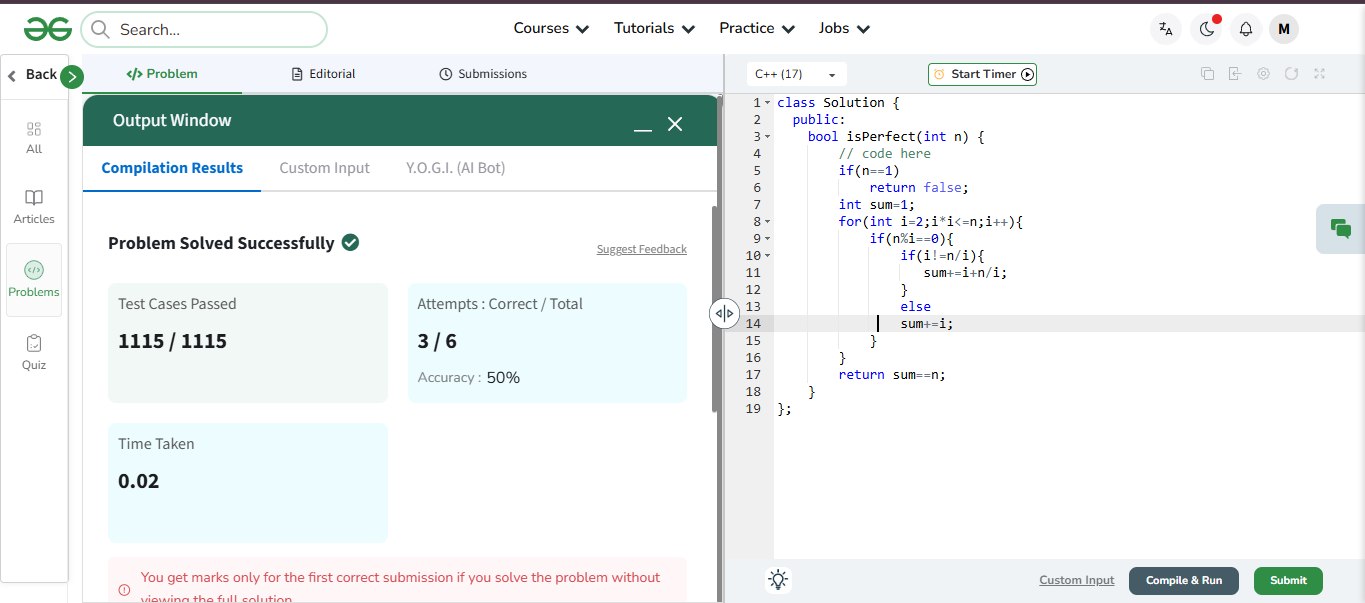 Search...
Courses
Tutorials
Practice
Jobs
M
Back
All
Articles
Problems
Quiz
</> Problem
Editorial
Submissions
Output Window
Compilation Results
Custom Input
Y.O.G.I. (AI Bot)
Problem Solved Successfully
Suggest Feedback
Test Cases Passed
1115 / 1115
Attempts : Correct / Total
3 / 6
Accuracy : 50%
Time Taken
0.02
You get marks only for the first correct submission if you solve the problem without
viewing the full solution
C++ (17)
Start Timer
1 class Solution {
2 public:
3 bool isPerfect(int n) {
4 // code here
5 if(n==1)
6 return false;
7 int sum=1;
8 for(int i=2;i*i<=n;i++){
9 if(n%i==0){
10 if(i!=n/i){
11 sum+=i+n/i;
12 }
13 else
14 sum+=i;
15 }
16 }
17 return sum==n;
18 }
19 };
Custom Input
Compile & Run
Submit